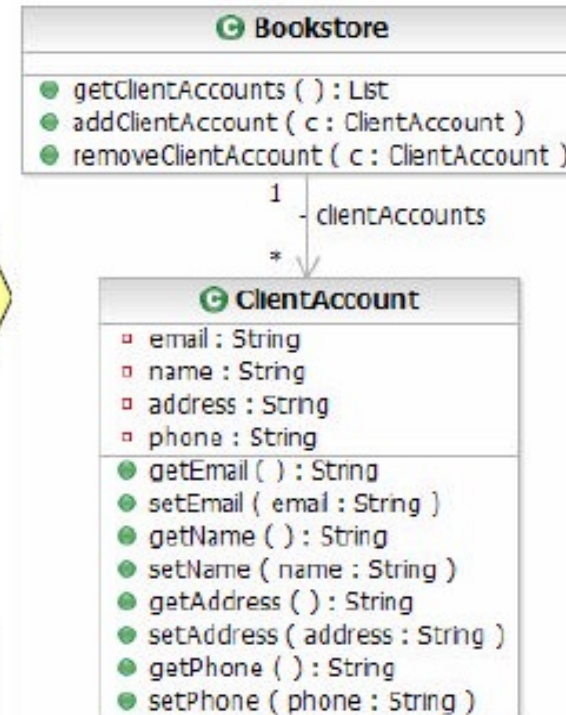 Bookstore
getClientAccounts ( ) : List
addClientAccount ( c : ClientAccount )
removeClientAccount ( c : ClientAccount )
1
- clientAccounts
*
ClientAccount
email : String
name : String
address : String
phone : String
getEmail ( ) : String
setEmail ( email : String )
getName ( ) : String
setName ( name : String )
getAddress ( ) : String
setAddress ( address : String )
getPhone ( ) : String
setPhone ( phone : String )